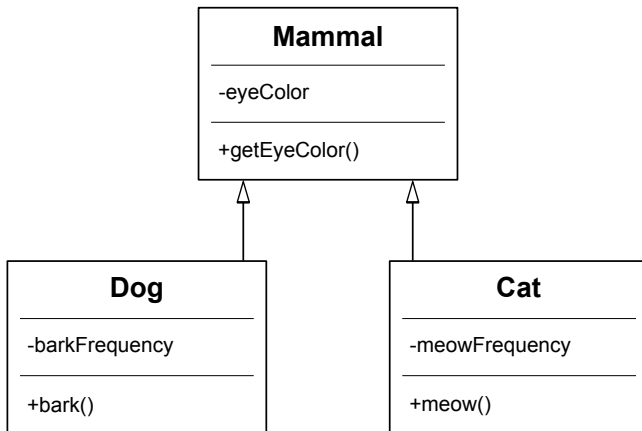 Mammal
-eyeColor
+getEyeColor()
Dog
-barkFrequency
+bark()
Cat
-meowFrequency
+meow()